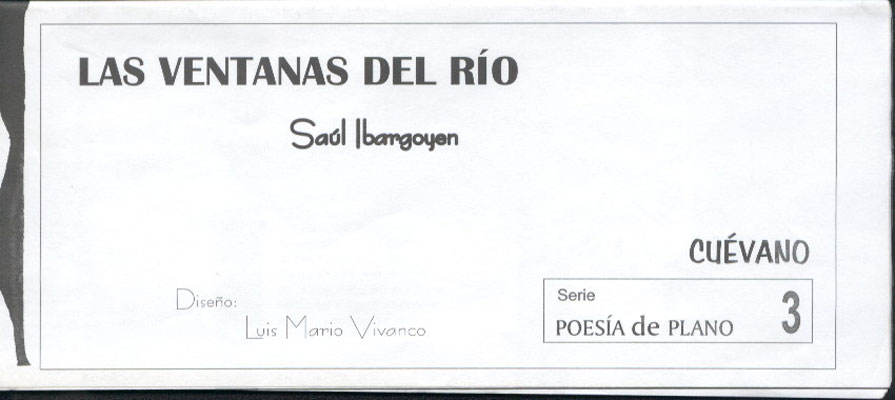 LAS VENTANAS DEL RÍO
Saúl Ibargoyen
CUÉVANO
Diseño:
Luis Mario Vivanco
Serie
POESÍA de PLANO 3